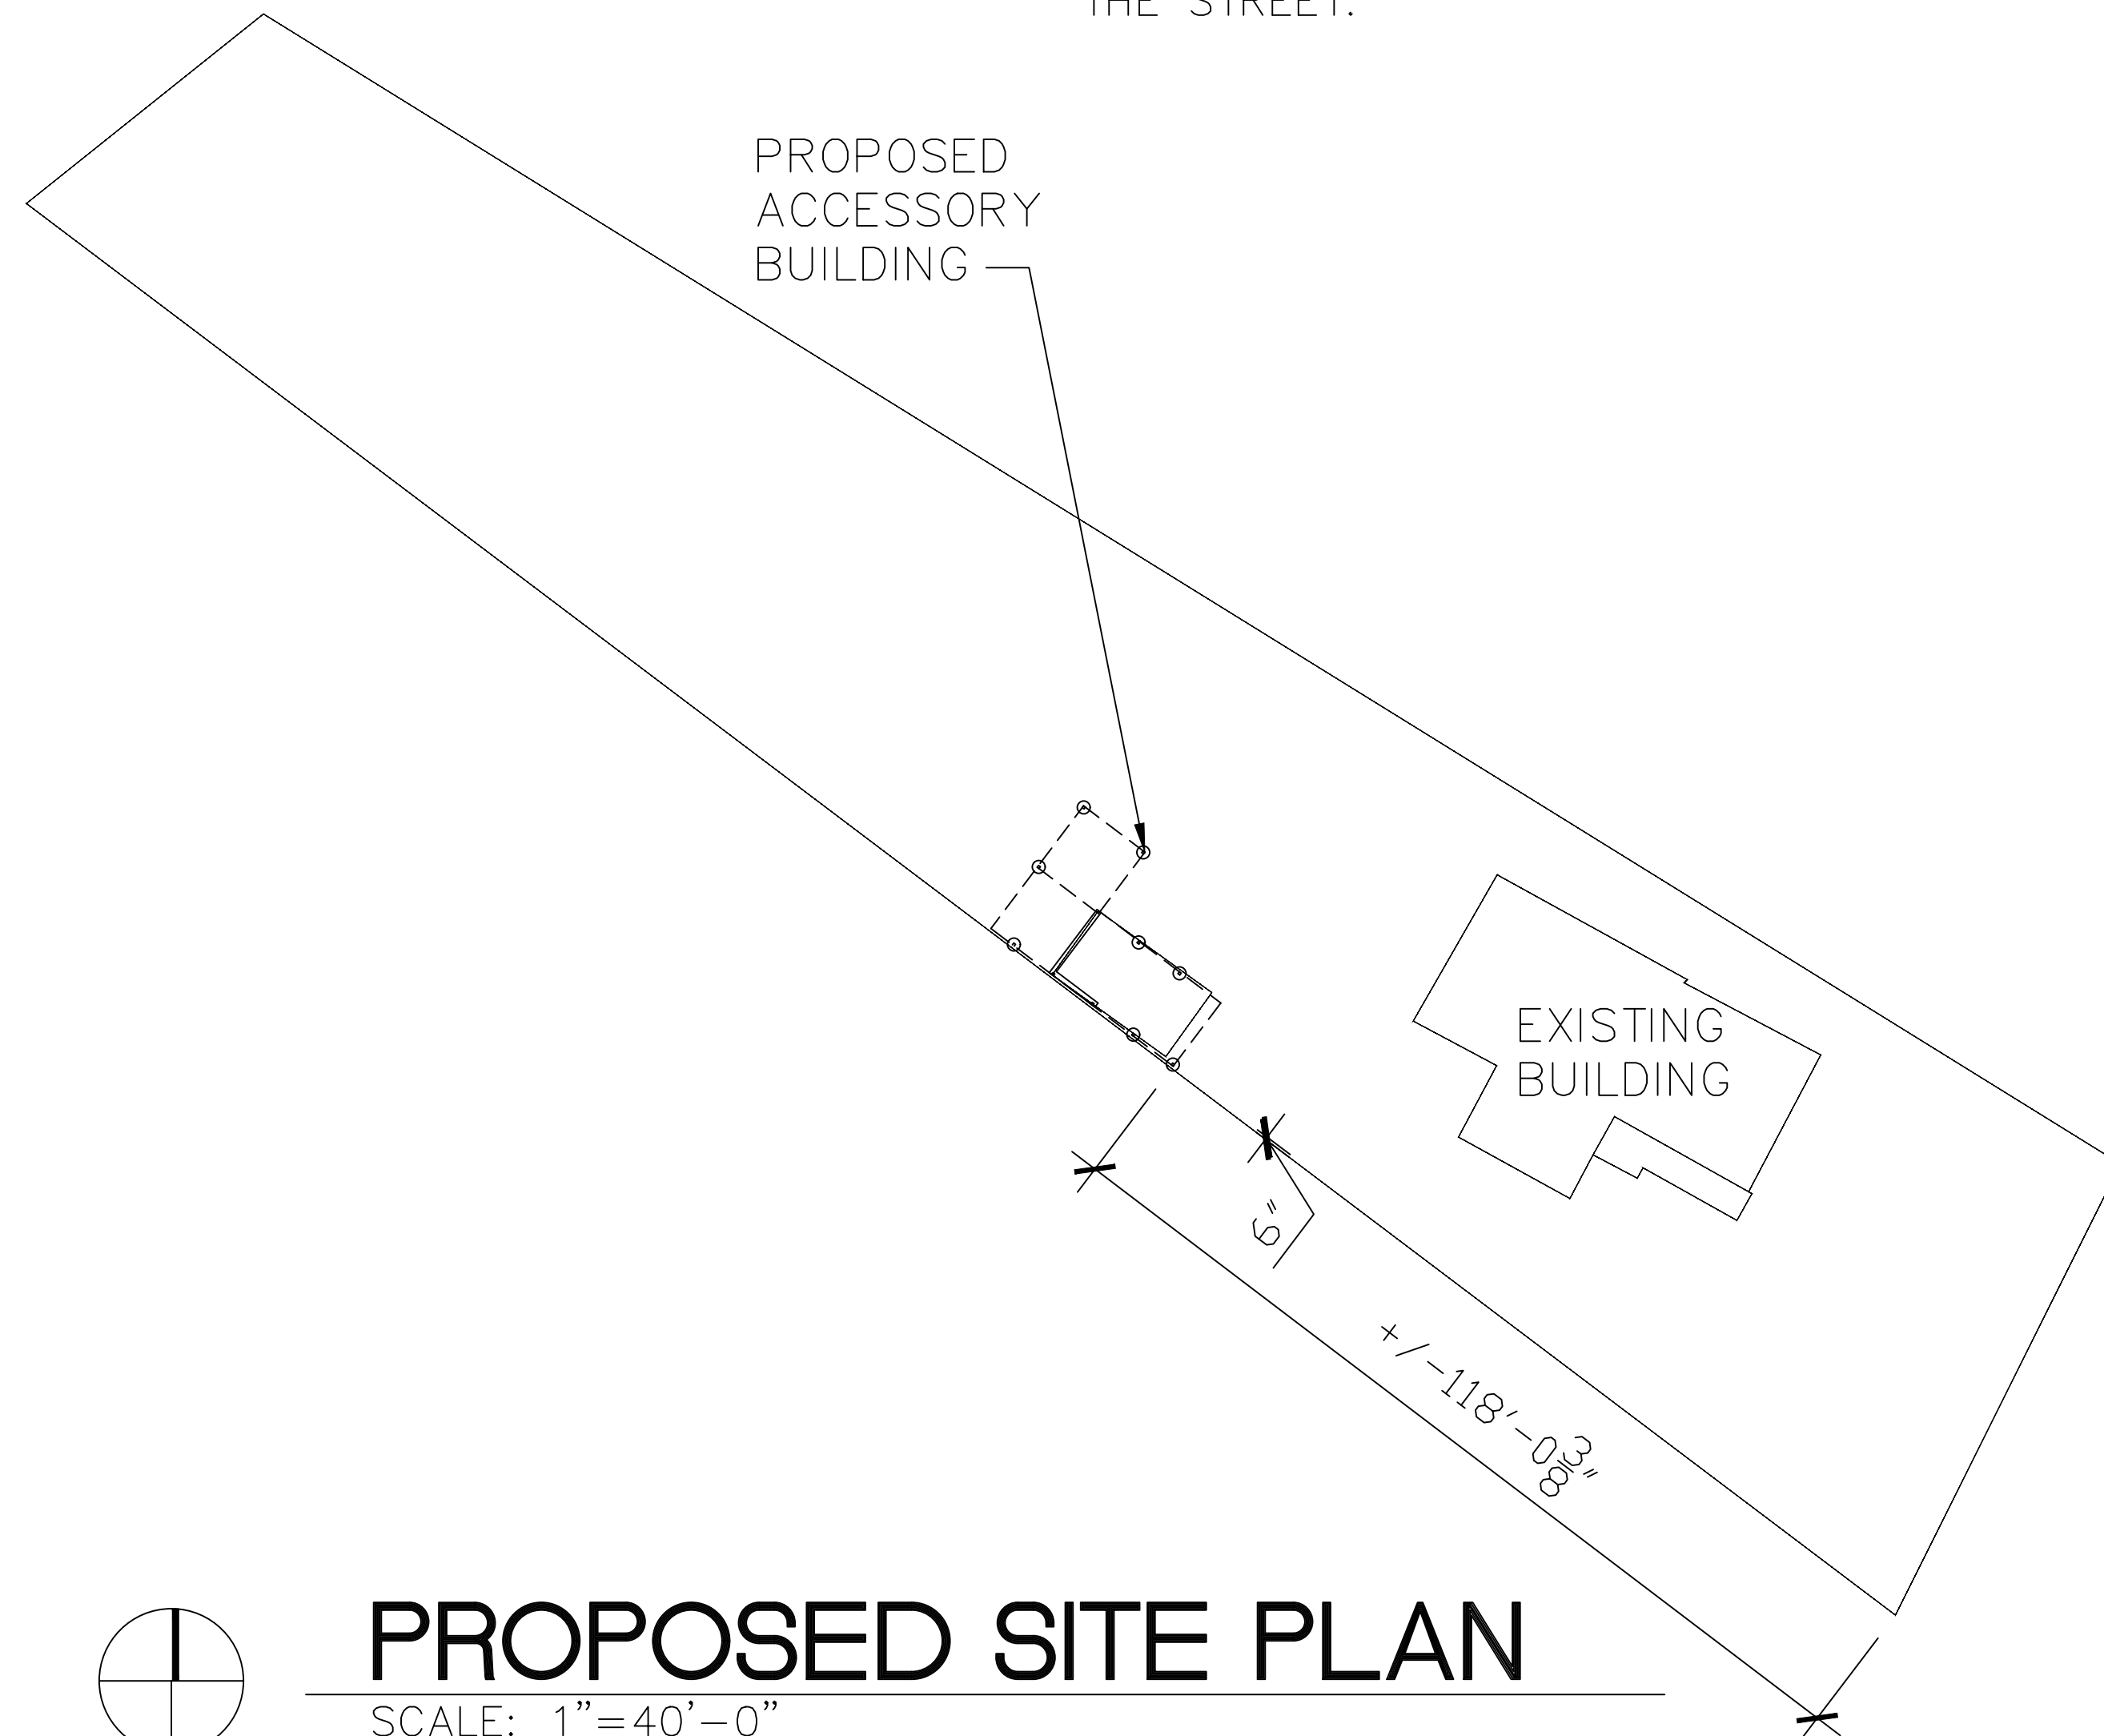 THE STREET.
PROPOSED
ACCESSORY
BUILDING
EXISTING
BUILDING
6"
+/-118'-0 3/8"
PROPOSED SITE PLAN
SCALE: 1"=40'-0"